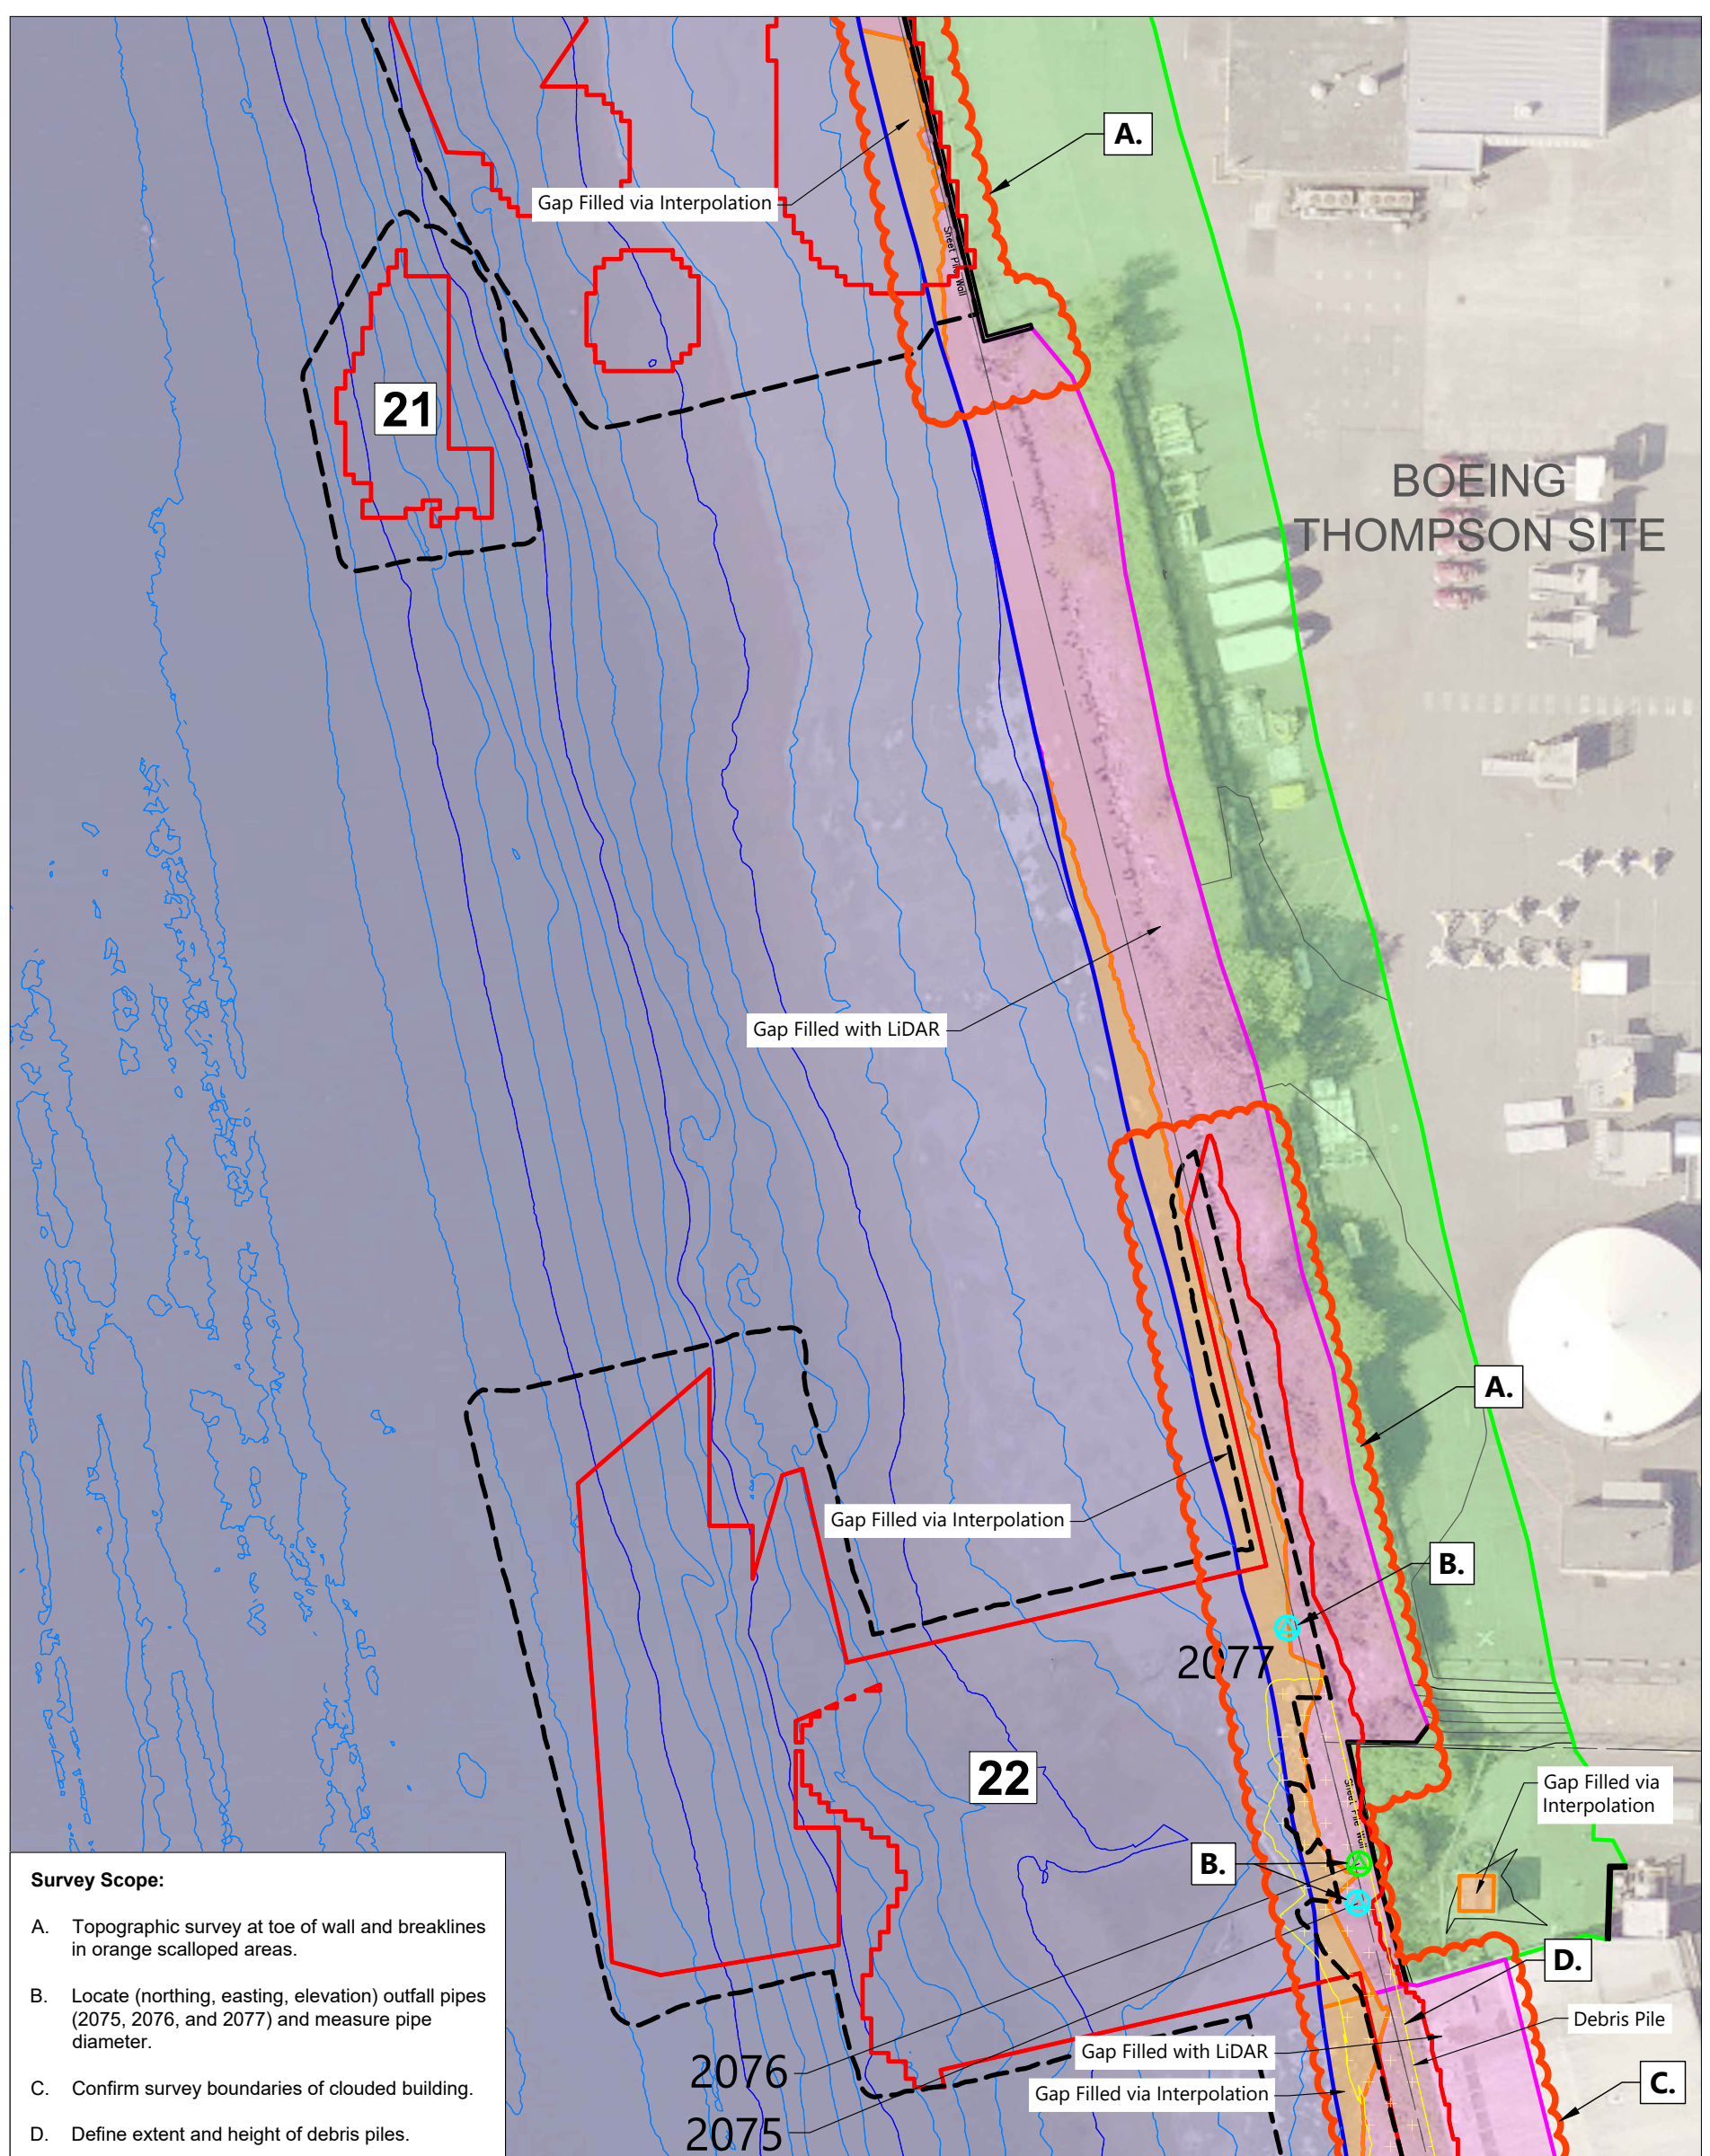 A.
Gap Filled via Interpolation
Sheet Pile Wall
21
BOEING
THOMPSON SITE
Gap Filled with LiDAR
A.
Gap Filled via Interpolation
B.
2077
22
Sheet Pile Wall
Gap Filled via
Interpolation
B.
D.
Debris Pile
Gap Filled with LiDAR
2076
Gap Filled via Interpolation
C.
2075
Survey Scope:
A. Topographic survey at toe of wall and breaklines
in orange scalloped areas.
B. Locate (northing, easting, elevation) outfall pipes
(2075, 2076, and 2077) and measure pipe
diameter.
C. Confirm survey boundaries of clouded building.
D. Define extent and height of debris piles.